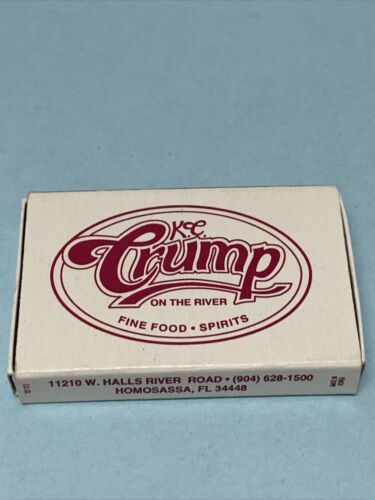 K.C.
Crump
ON THE RIVER
FINE FOOD • SPIRITS
11210 W. HALLS RIVER ROAD • (904) 628-1500
HOMOSASSA, FL 34448